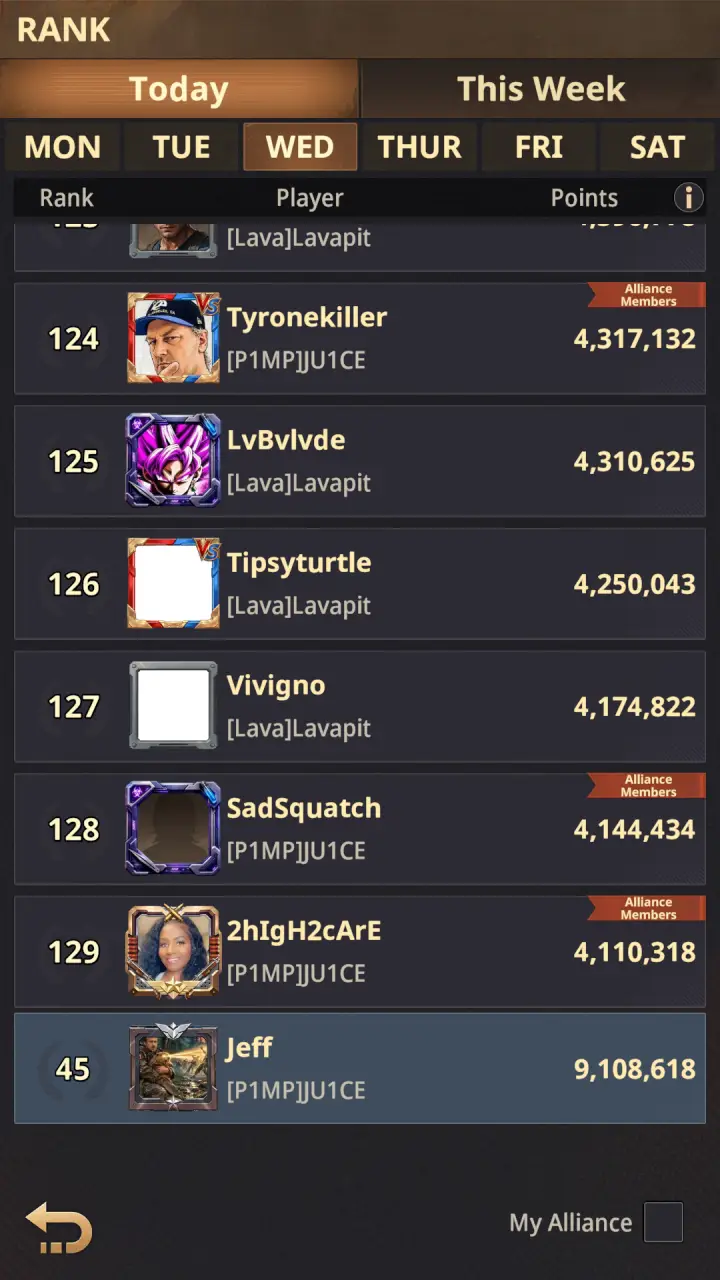 RANK
Today
This Week
MON
TUE
WED
THUR
FRI
SAT
Rank
Player
Points
[Lava]Lavapit
Alliance
Members
124
Tyronekiller
4,317,132
[P1MP]JU1CE
125
LvBvlvde
4,310,625
[Lava]Lavapit
126
VS
Tipsyturtle
4,250,043
[Lava]Lavapit
127
Vivigno
4,174,822
[Lava]Lavapit
Alliance
Members
128
SadSquatch
4,144,434
[P1MP]JU1CE
Alliance
Members
129
2hIgH2cArE
4,110,318
[P1MP]JU1CE
45
Jeff
9,108,618
[P1MP]JU1CE
My Alliance